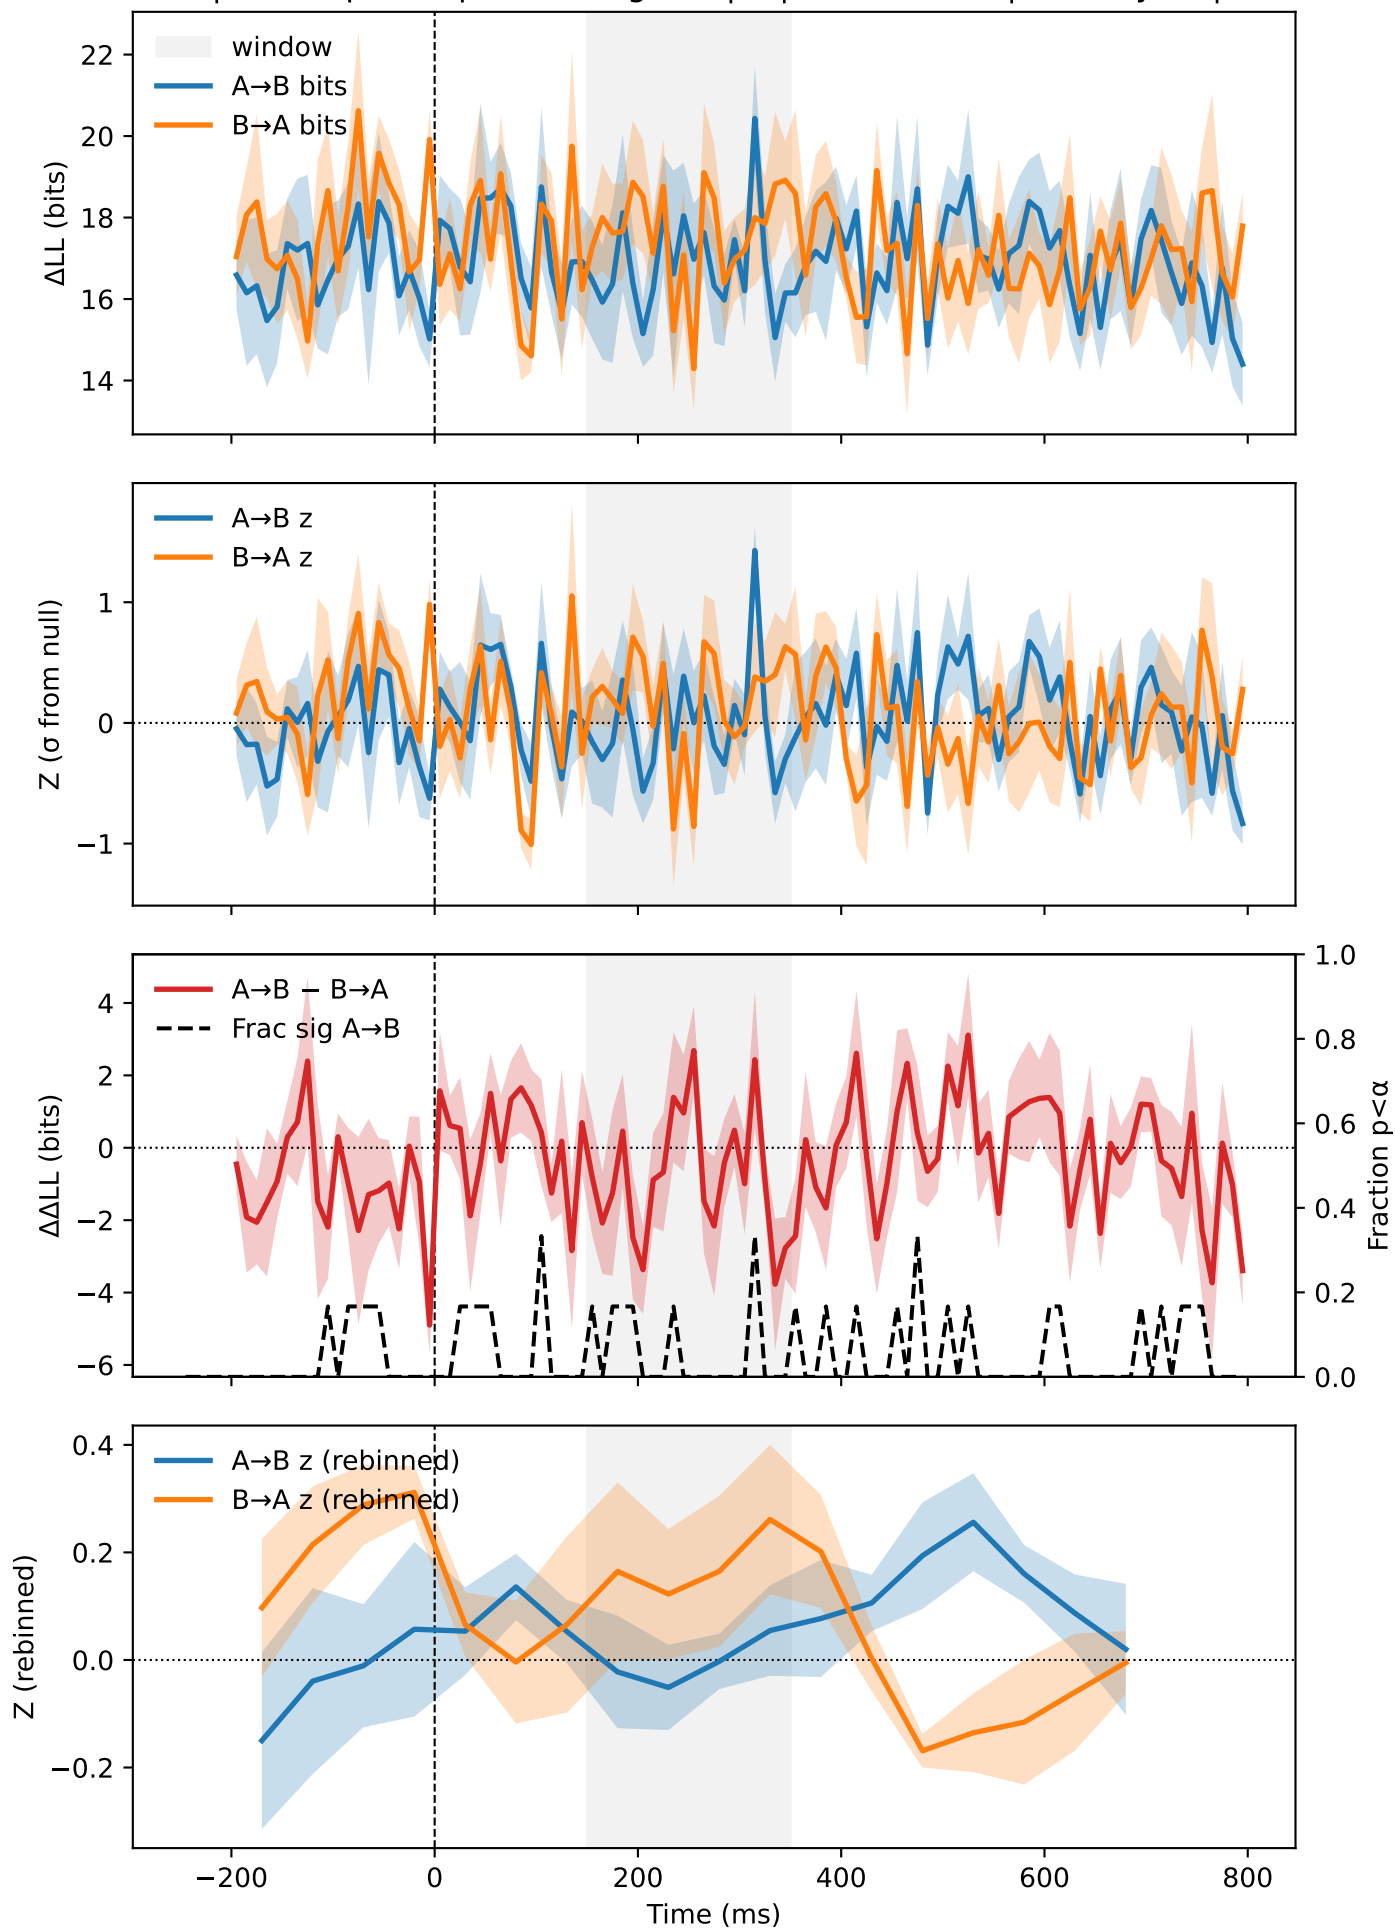 window
A→B bits
B→A bits
ΔLL (bits)
22
20
18
16
14
A→B z
B→A z
Z (σ from null)
1
0
−1
A→B − B→A
Frac sig A→B
ΔΔLL (bits)
4
2
0
−2
−4
−6
1.0
0.8
0.6
0.4
0.2
0.0
Fraction p<α
A→B z (rebinned)
B→A z (rebinned)
Z (rebinned)
0.4
0.2
0.0
−0.2
−200
0
200
400
600
800
Time (ms)